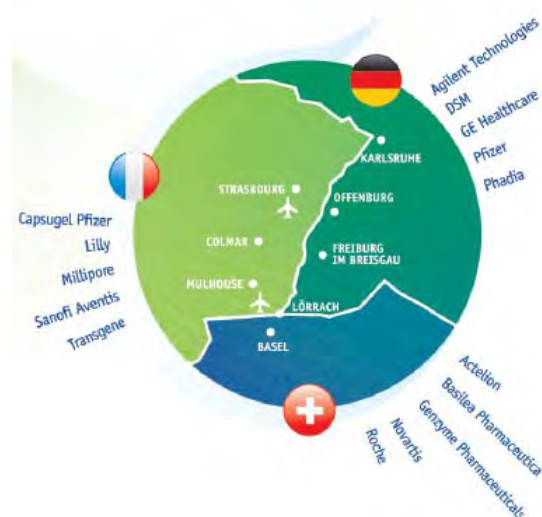 Agilent Technologies
DSM
GE Healthcare
Pfizer
Phadia
KARLSRUHE
STRASBOURG
OFFENBURG
COLMAR
FREIBURG
IM BREISGAU
MULHOUSE
LÖRRACH
BASEL
Capsugel Pfizer
Lilly
Millipore
Sanofi Aventis
Transgene
Actelion
Basilea Pharmaceutica
Genzyme Pharmaceuticals
Novartis
Roche